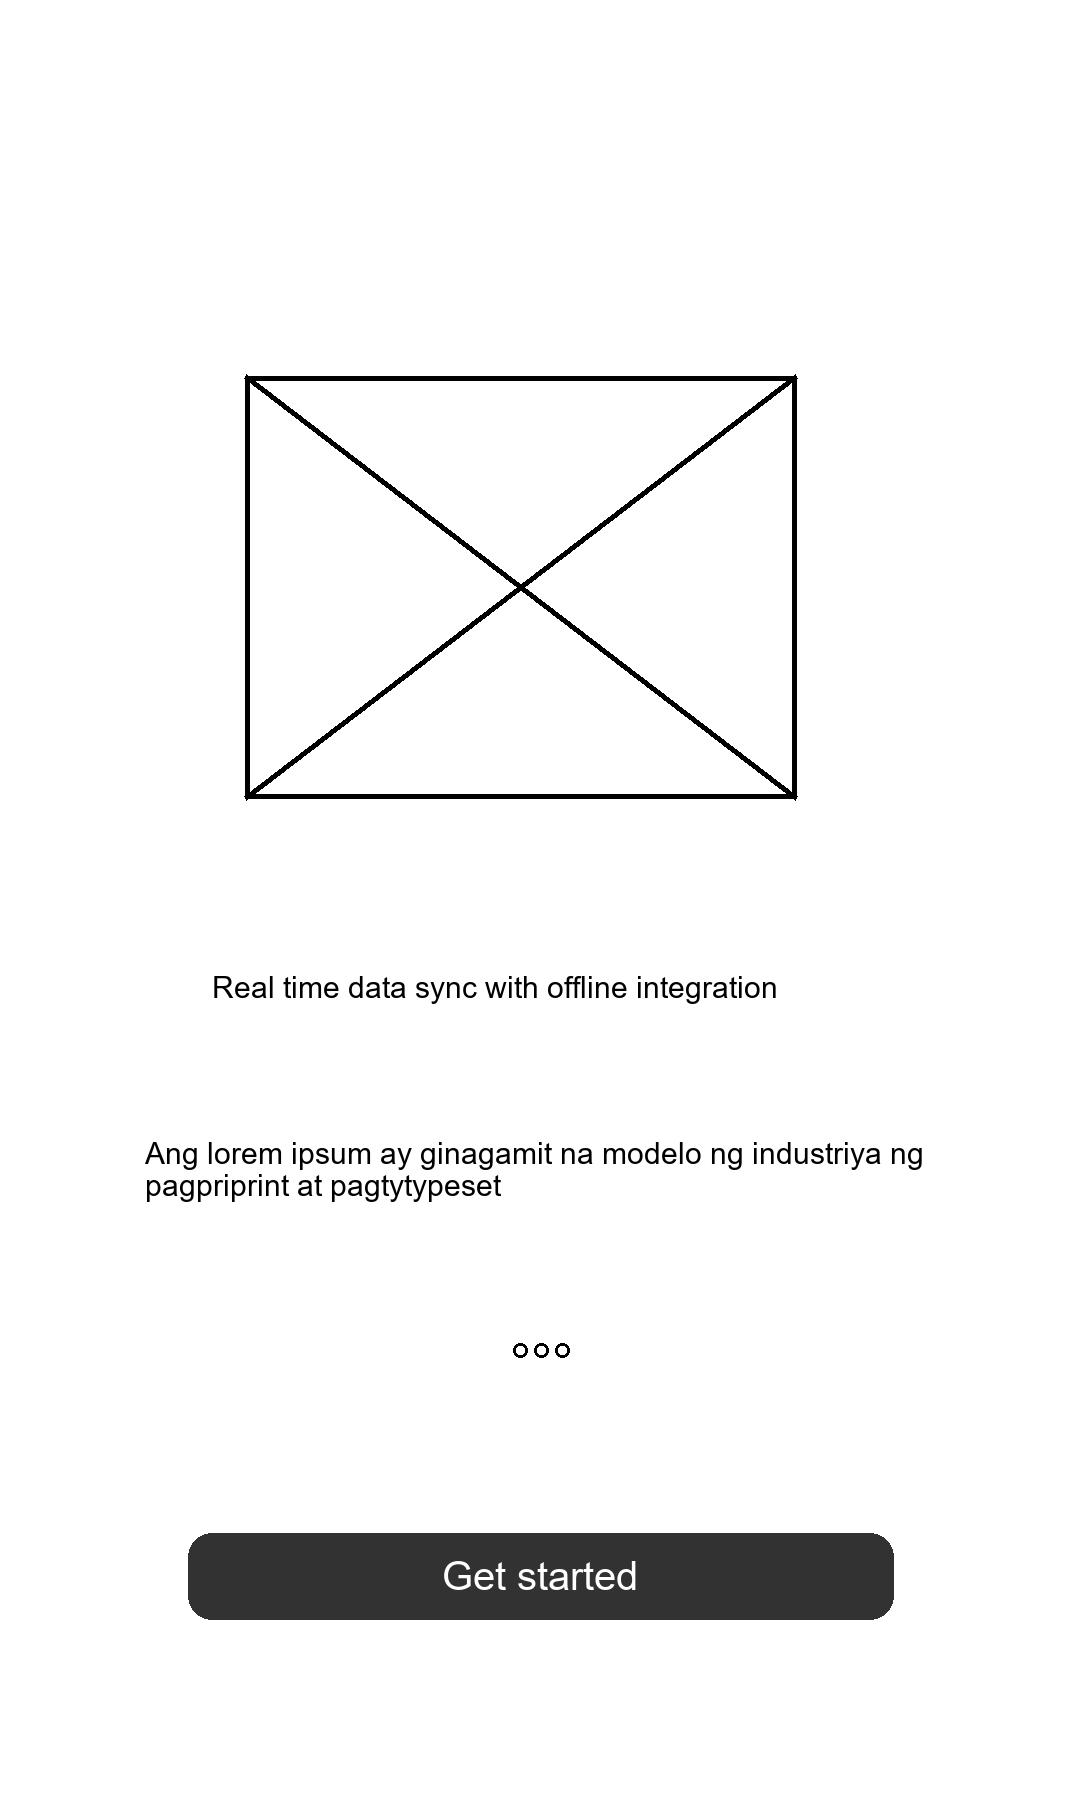 Real time data sync with offline integration
Ang lorem ipsum ay ginagamit na modelo ng industriya ng
pagpriprint at pagtytypeset
Get started